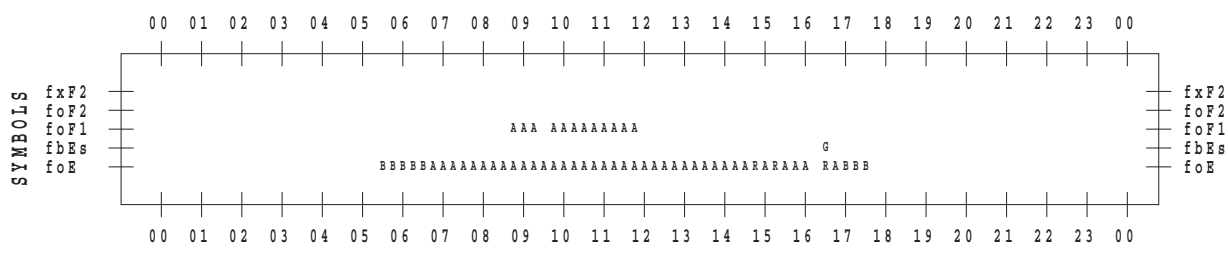 00 01 02 03 04 05 06 07 08 09 10 11 12 13 14 15 16 17 18 19 20 21 22 23 00
SYMBOLS
fxF2 fxF2
foF2 foF2
foF1 AAA AAAAAAAAA foF1
fbEs G fbEs
foE BBBBBAAAAAAAAAAAAAAAAAAAAAAAAAAAAAAAARARAAA RABBB foE
00 01 02 03 04 05 06 07 08 09 10 11 12 13 14 15 16 17 18 19 20 21 22 23 00